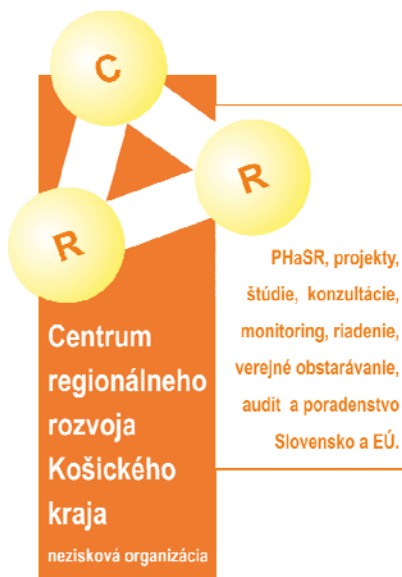 C
R
R
Centrum
regionálneho
rozvoja
Košického
kraja
nezisková organizácia
PHaSR, projekty,
štúdie, konzultácie,
monitoring, riadenie,
verejné obstarávanie,
audit a poradenstvo
Slovensko a EÚ.